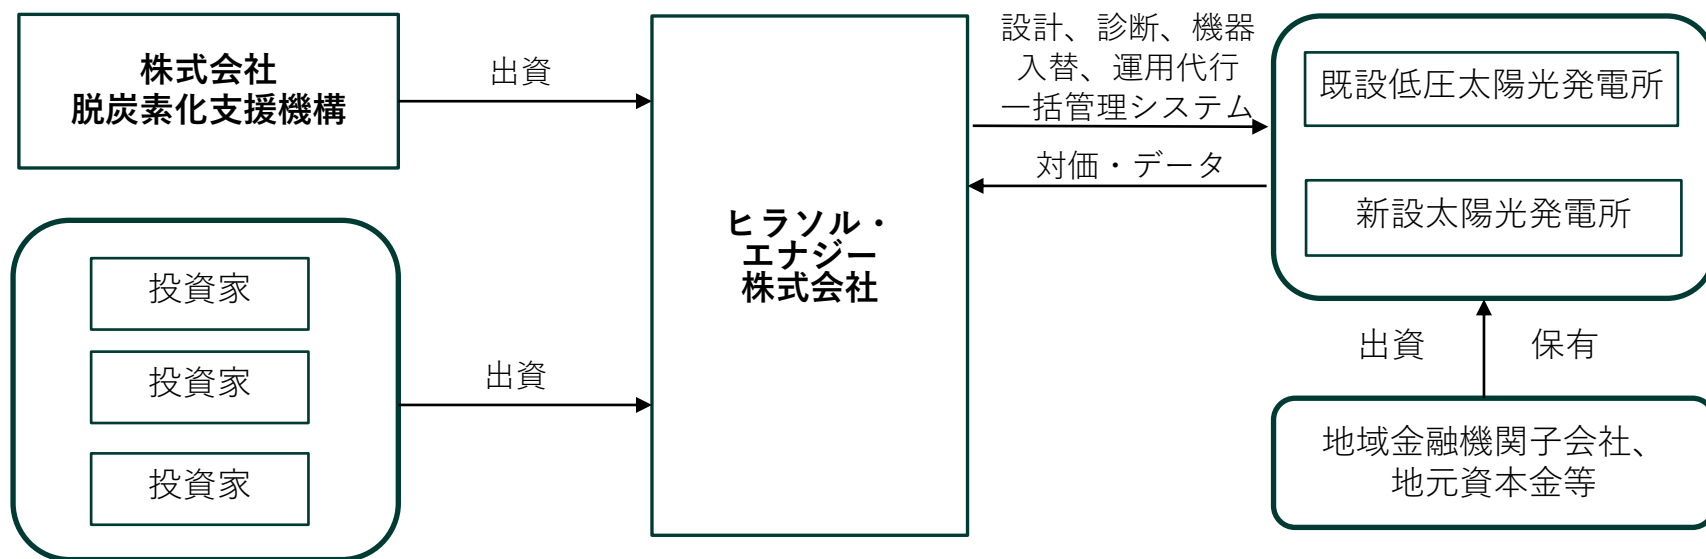 株式会社
脱炭素化支援機構
出資
投資家
投資家
投資家
出資
ヒラソル・
エナジー
株式会社
設計、診断、機器
入替、運用代行
一括管理システム
対価・データ
既設低圧太陽光発電所
新設太陽光発電所
出資
保有
地域金融機関子会社、
地元資本金等